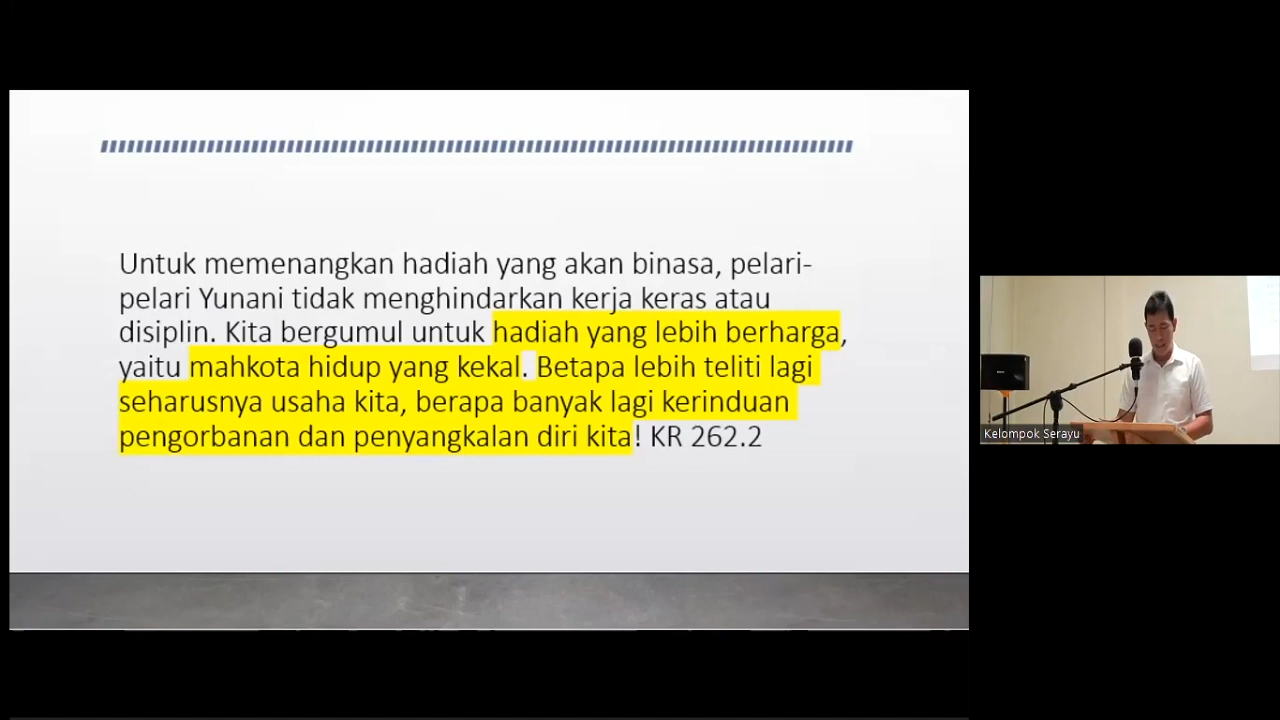 Untuk memenangkan hadiah yang akan binasa, pelari-
pelari Yunani tidak menghindarkan kerja keras atau
disiplin. Kita bergumul untuk hadiah yang lebih berharga,
yaitu mahkota hidup yang kekal. Betapa lebih teliti lagi
seharusnya usaha kita, berapa banyak lagi kerinduan
pengorbanan dan penyangkalan diri kita! KR 262.2
Kelompok Serayu